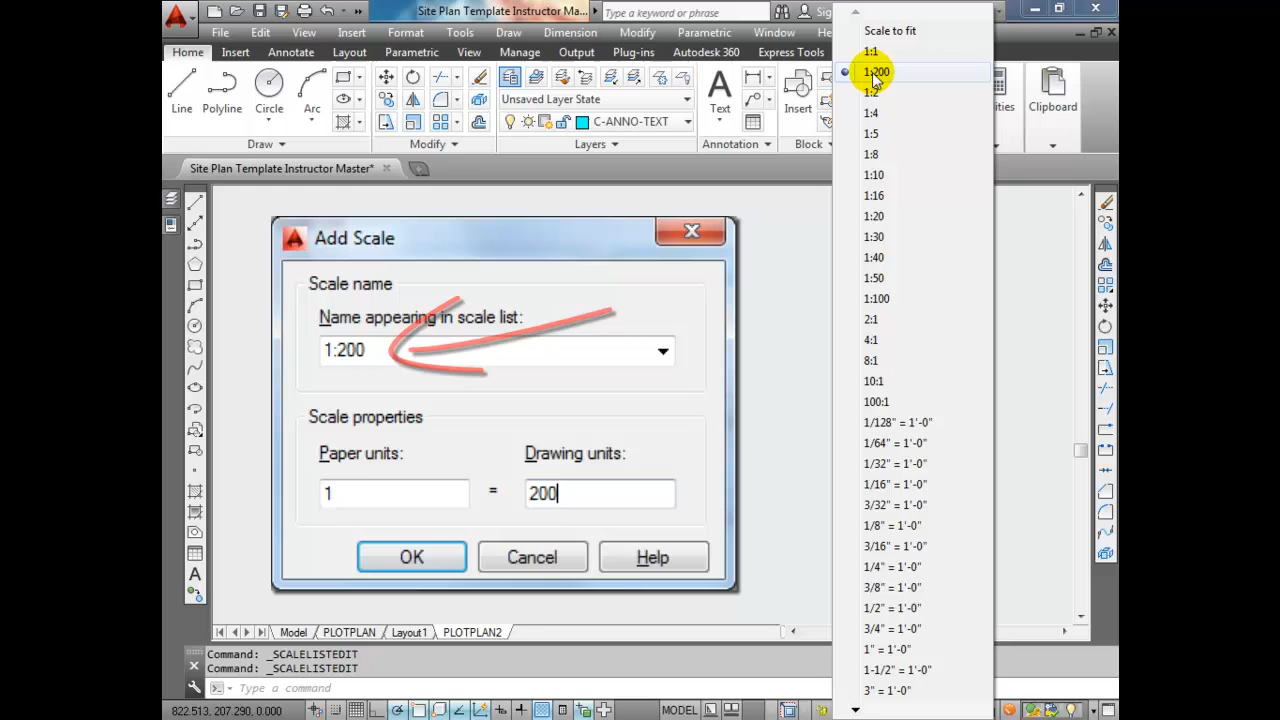 Site Plan Template Instructor Ma...
Type a keyword or phrase
File Edit View Insert Format Tools Draw Dimension Modify Parametric Window
Home Insert Annotate Layout Parametric View Manage Output Plug-ins Autodesk 360 Express Tools
Line Polyline Circle Arc
Unsaved Layer State
C-ANNO-TEXT
Text Insert Clipboard
Draw Modify Layers Annotation Block
Site Plan Template Instructor Master*
Add Scale
Scale name
Name appearing in scale list:
1:200
Scale properties
Paper units: Drawing units:
1 = 200
OK Cancel Help
Model PLOTPLAN Layout1 PLOTPLAN2
Command: _SCALELISTEDIT
Command: _SCALELISTEDIT
Type a command
822.513, 207.290, 0.000 MODEL
Scale to fit
1:1
1:200
1:2
1:4
1:5
1:8
1:10
1:16
1:20
1:30
1:40
1:50
1:100
2:1
4:1
8:1
10:1
100:1
1/128" = 1'-0"
1/64" = 1'-0"
1/32" = 1'-0"
1/16" = 1'-0"
3/32" = 1'-0"
1/8" = 1'-0"
3/16" = 1'-0"
1/4" = 1'-0"
3/8" = 1'-0"
1/2" = 1'-0"
3/4" = 1'-0"
1" = 1'-0"
1-1/2" = 1'-0"
3" = 1'-0"